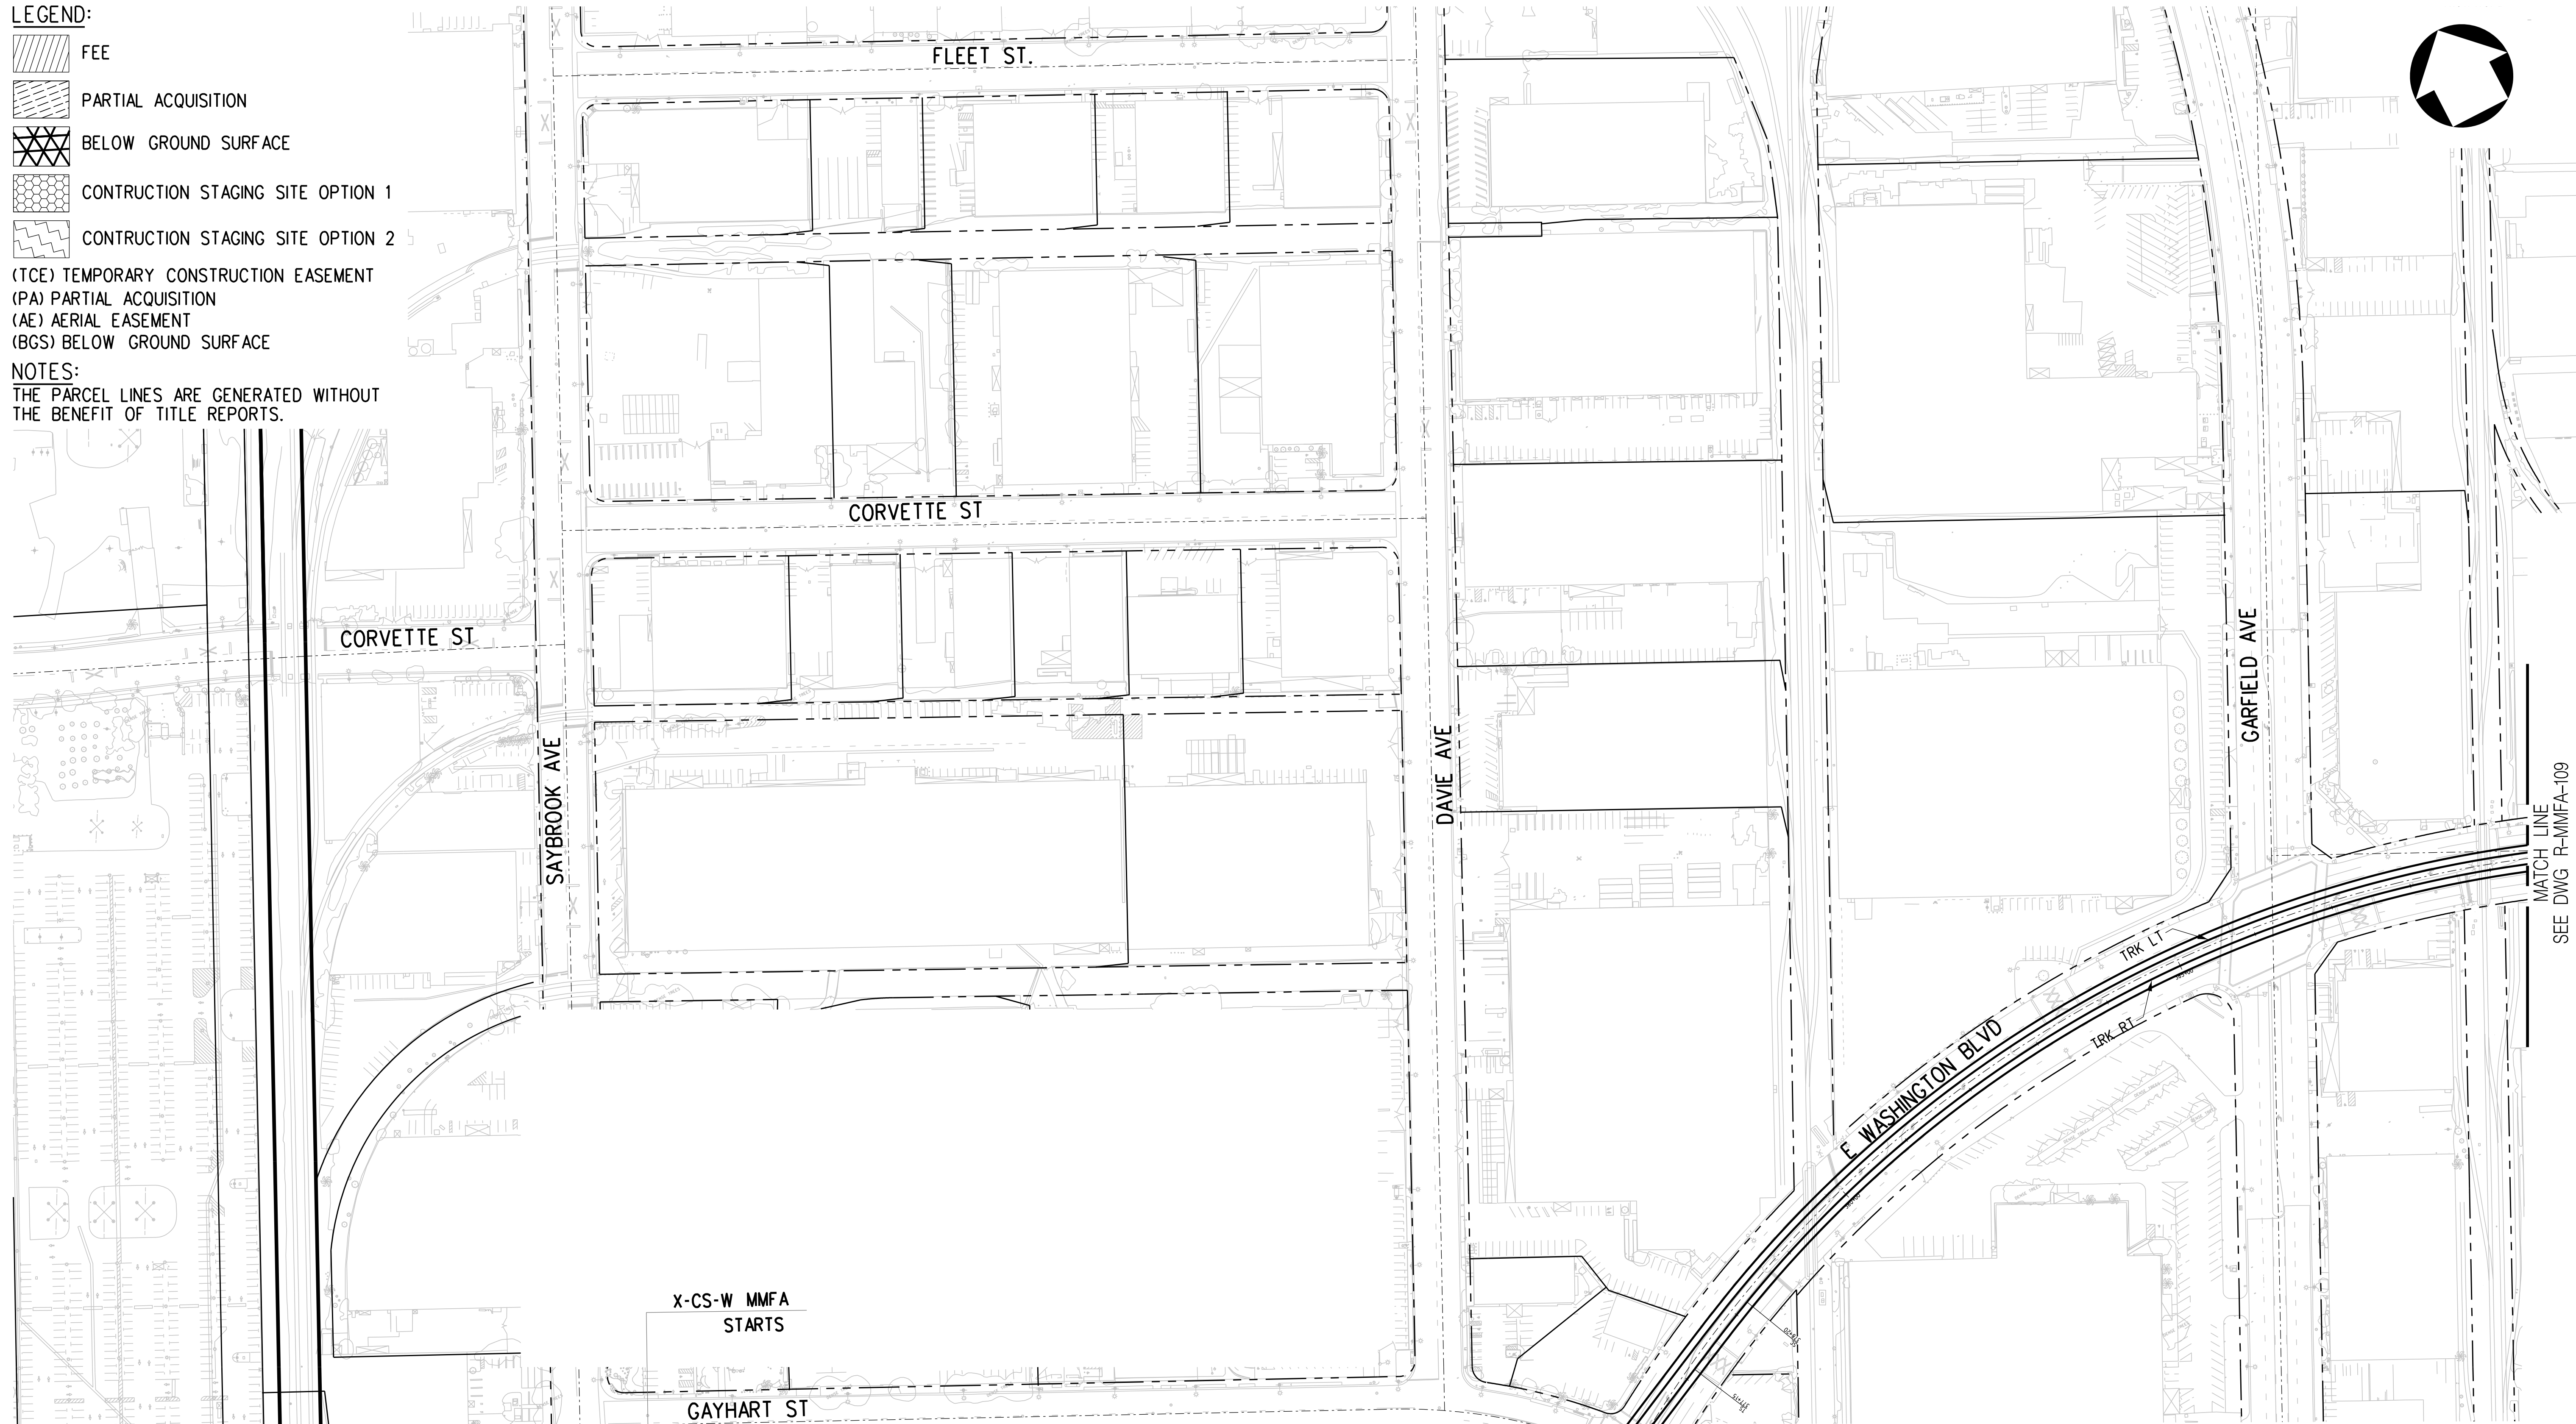 LEGEND:
FEE
PARTIAL ACQUISITION
BELOW GROUND SURFACE
CONTRUCTION STAGING SITE OPTION 1
CONTRUCTION STAGING SITE OPTION 2
(TCE) TEMPORARY CONSTRUCTION EASEMENT
(PA) PARTIAL ACQUISITION
(AE) AERIAL EASEMENT
(BGS) BELOW GROUND SURFACE
NOTES:
THE PARCEL LINES ARE GENERATED WITHOUT
THE BENEFIT OF TITLE REPORTS.
FLEET ST.
CORVETTE ST
CORVETTE ST
SAYBROOK AVE
DAVIE AVE
GARFIELD AVE
E WASHINGTON BLVD
TRK LT
TRK RT
MATCH LINE
SEE DWG R-MMFA-109
X-CS-W MMFA
STARTS
GAYHART ST